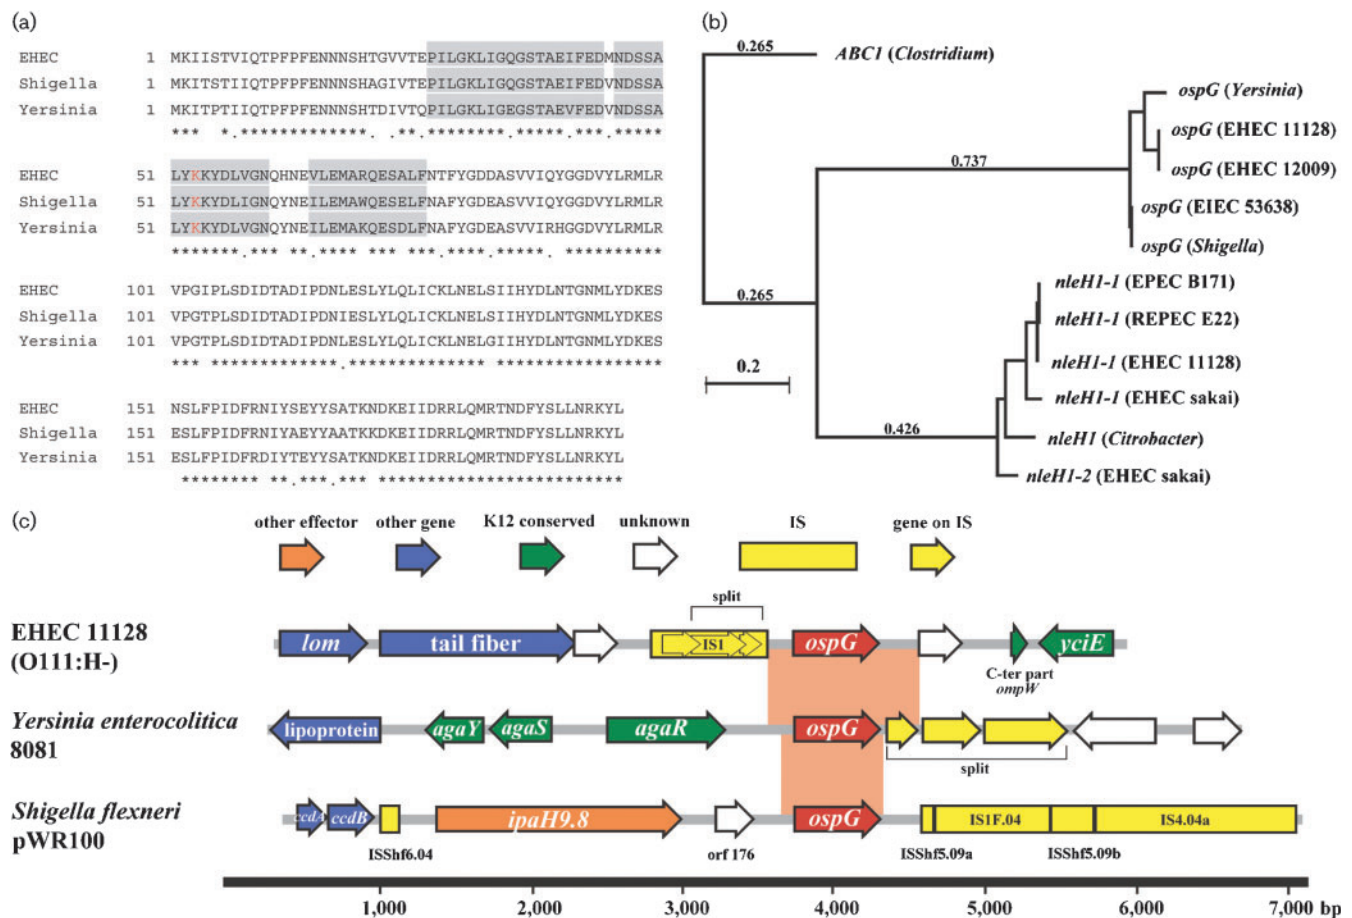 (a)
EHEC 1 MKIISTVIQTPFPFENNNSHTGVVTEPILGKLIGQGSTAEIFEDMNDSSA
Shigella 1 MKITSTIIQTPFPFENNNSHAGIVTEPILGKLIGQGSTAEIFEDVNDSSA
Yersinia 1 MKITPTIIQTPFPFENNNSHTDIVTEPILGKLIGEGSTAEVFEDVNDSSA
EHEC 51 LYKKYDLVGNQHNEVLEMARQESALFNTFYGDDASVVIQYGGDVYLRMLR
Shigella 51 LYKKYDLIGNQYNEILEMAWQESELFNAFYGDEASVVIQYGGDVYLRMLR
Yersinia 51 LYKKYDLVGNQYNEILEMAKQESDLFNAFYGDEASVVIRHGGDVYLRMLR
EHEC 101 VPGIPLSDIDTADIPDNLESLYLQLICKLNELSIIHYDLNTGNMLYDKES
Shigella 101 VPGTPLSDIDTADIPDNIESLYLQLICKLNELSIIHYDLNTGNMLYDKES
Yersinia 101 VPGTPLSDIDTADIPDNLESLYLQLICKLNELGIIHYDLNTGNMLYDKES
EHEC 151 NSLFPIDFRNIYSEYYSATKNDKEIIDRRLQMRTNDFYSLLNRKYL
Shigella 151 ESLFPIDFRNIYAEYYAATKKDKEIIDRRLQMRTNDFYSLLNRKYL
Yersinia 151 ESLFPIDFRDIYTEYYSATKNDKEIIDRRLQMRTNDFYSLLNRKYL
(b)
0.265
ABC1 (Clostridium)
ospG (Yersinia)
ospG (EHEC 11128)
0.737
ospG (EHEC 12009)
ospG (EIEC 53638)
ospG (Shigella)
nleH1-1 (EPEC B171)
0.265
nleH1-1 (REPEC E22)
nleH1-1 (EHEC 11128)
0.2
nleH1-1 (EHEC sakai)
0.426
nleH1 (Citrobacter)
nleH1-2 (EHEC sakai)
(c)
other effector other gene K12 conserved unknown IS gene on IS
split
EHEC 11128
(O111:H-)
lom tail fiber IS1 ospG yciE
C-ter part
ompW
Yersinia enterocolitica
8081
lipoprotein agaY agaS agaR ospG
split
Shigella flexneri
pWR100
ccdA ccdB ipaH9.8 ospG IS1F.04 IS4.04a
ISShf6.04 orf 176 ISShf5.09a ISShf5.09b
1,000 2,000 3,000 4,000 5,000 6,000 7,000 bp